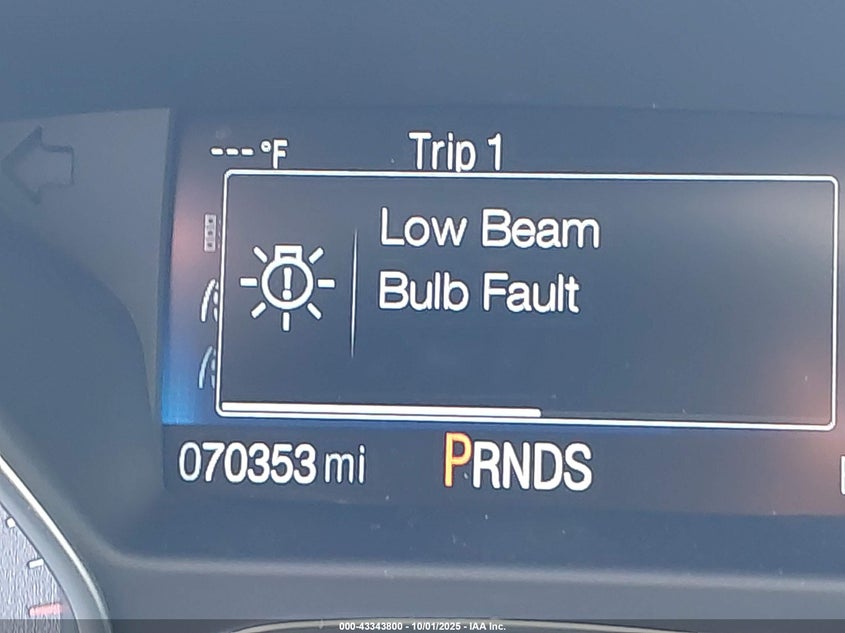 ---°F Trip 1
Low Beam
Bulb Fault
070353 mi PRNDS
000-43343800 - 10/01/2025 - IAA Inc.